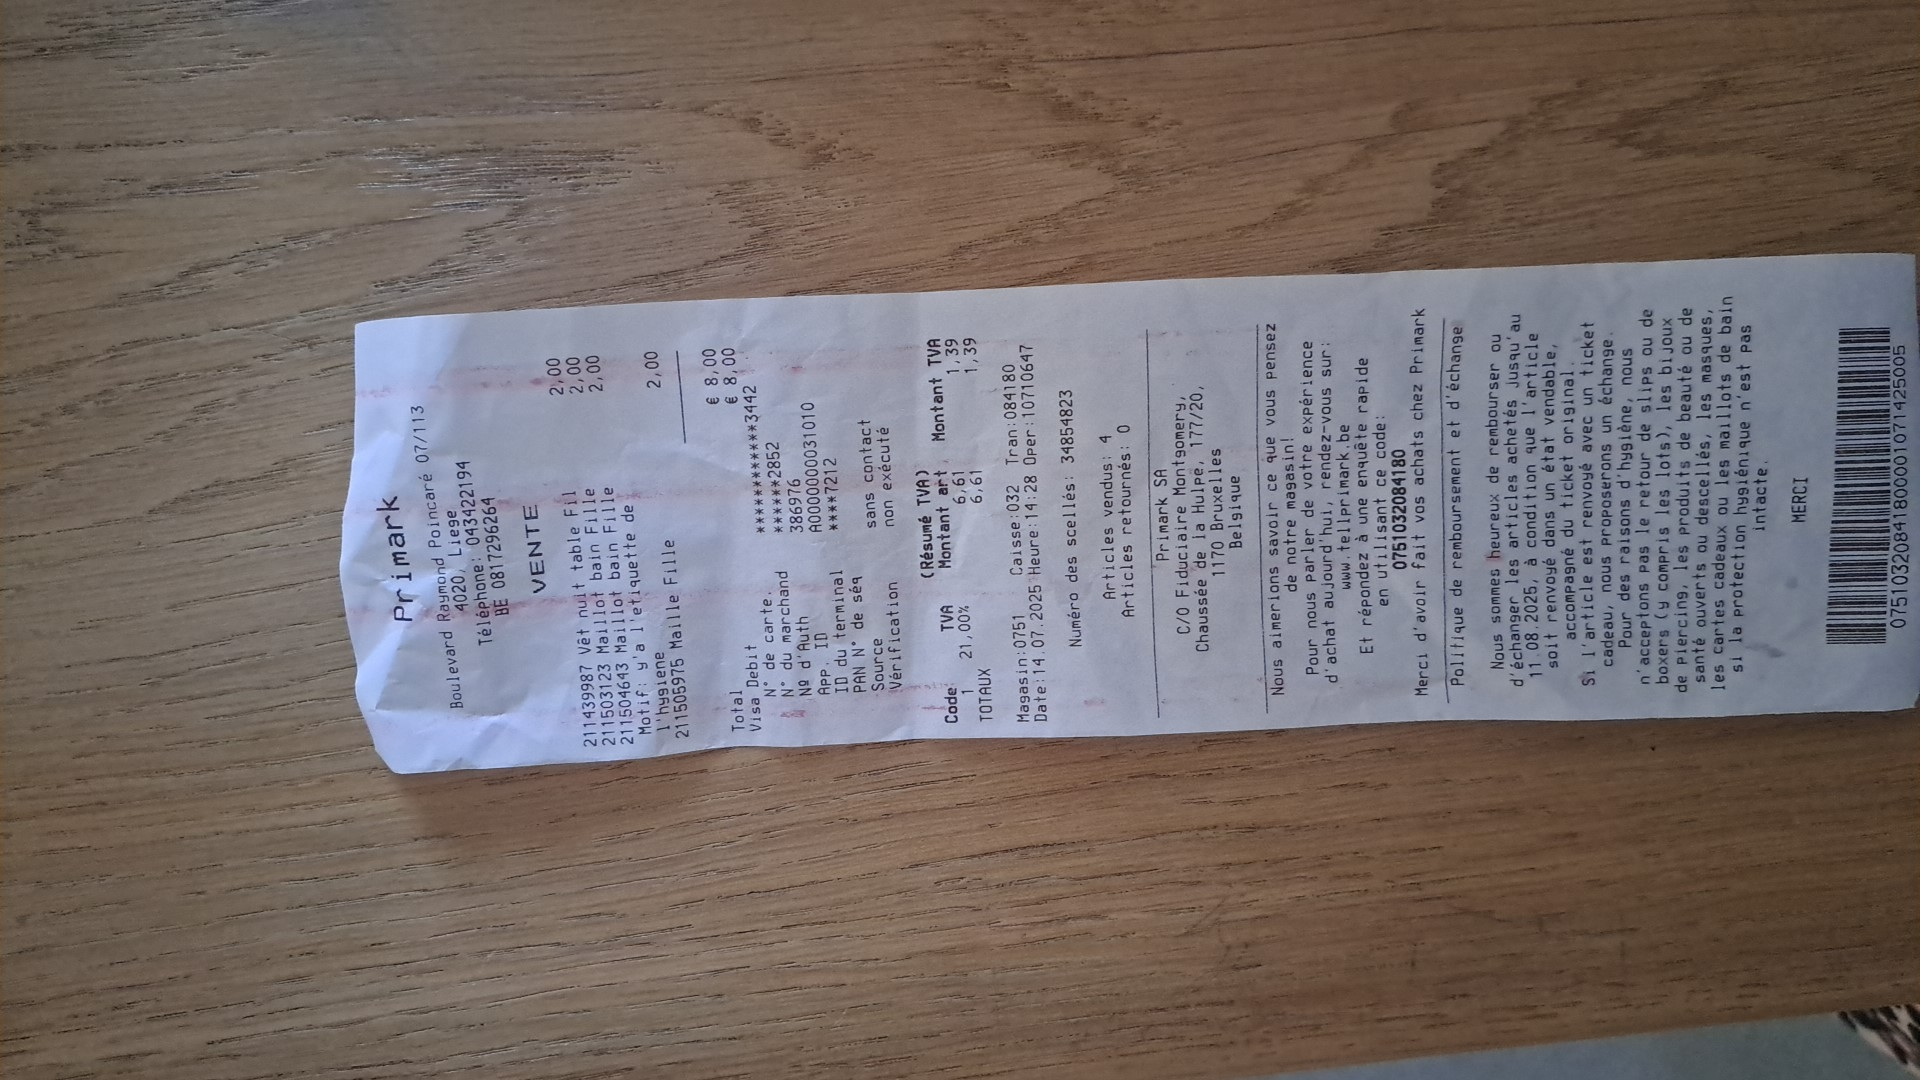 Primark
Boulevard Raymond Poincaré 07/113
4020, Liege
Téléphone: 043422194
BE 0817296264
VENTE
211439987 Vêt nuit table Fil 2,00
211503123 Maillot bain Fille 2,00
211504643 Maillot bain Fille 2,00
Motif: y'a l'etiquette de
l'hygiene
211505975 Maille Fille 2,00
Total € 8,00
Visa Debit € 8,00
N° de carte. ************3442
N° du marchand ******2852
Nº d'Auth 386976
APP. ID A0000000031010
ID du terminal ****7212
PAN N° de séq
Source sans contact
Vérification non exécuté
(Résumé TVA)
Code TVA Montant art. Montant TVA
1 21,00% 6,61 1,39
TOTAUX 6,61 1,39
Magasin:0751 Caisse:032 Tran:084180
Date:14.07.2025 Heure:14:28 Oper:10710647
Numéro des scellés: 34854823
Articles vendus: 4
Articles retournés: 0
Primark SA
C/O Fiduciaire Montgomery,
Chaussée de la Hulpe, 177/20,
1170 Bruxelles
Belgique
Nous aimerions savoir ce que vous pensez
de notre magasin!
Pour nous parler de votre expérience
d'achat aujourd'hui, rendez-vous sur:
www.tellprimark.be
Et répondez à une enquête rapide
en utilisant ce code:
0751032084180
Merci d'avoir fait vos achats chez Primark
Politique de remboursement et d'échange
Nous sommes heureux de rembourser ou
d'échanger les articles achetés jusqu'au
11.08.2025, à condition que l'article
soit renvoyé dans un état vendable,
accompagné du ticket original.
Si l'article est renvoyé avec un ticket
cadeau, nous proposerons un échange.
Pour des raisons d'hygiène, nous
n'acceptons pas le retour de slips ou de
boxers (y compris les lots), les bijoux
de piercing, les produits de beauté ou de
santé ouverts ou descellés, les masques,
les cartes cadeaux ou les maillots de bain
si la protection hygiénique n'est pas
intacte.
MERCI
07510320841800000107142500​5